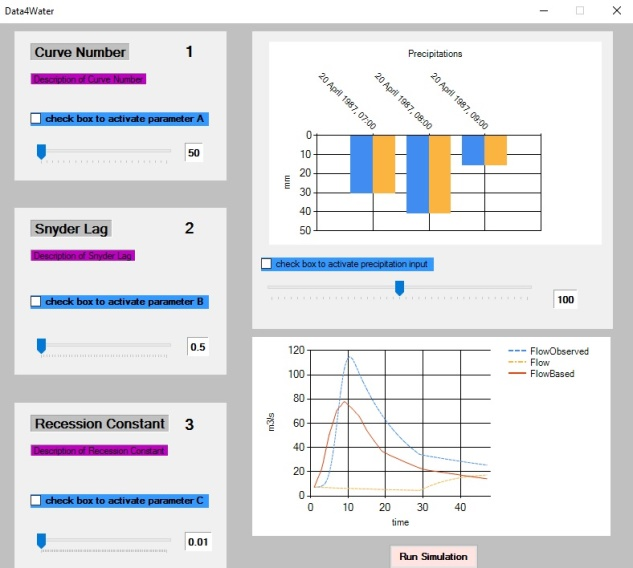 Data4Water
Curve Number 1
Description of Curve Number
check box to activate parameter A
50
Snyder Lag 2
Description of Snyder Lag
check box to activate parameter B
0.5
Recession Constant 3
Description of Recession Constant
check box to activate parameter C
0.01
Precipitations
20 April 1987, 07:00
20 April 1987, 08:00
20 April 1987, 09:00
0
10
20
30
40
50
mm
check box to activate precipitation input
100
120
100
80
60
40
20
0
m3/s
0 10 20 30 40
time
FlowObserved
Flow
FlowBased
Run Simulation